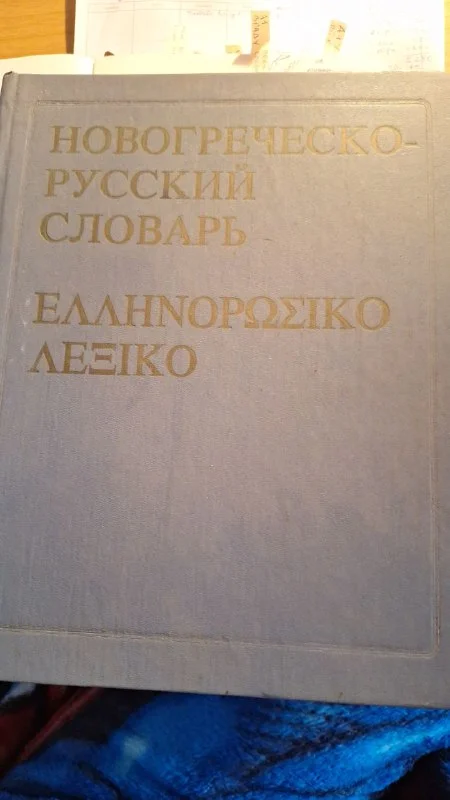 НОВОГРЕЧЕСКО-
РУССКИЙ
СЛОВАРЬ
ΕΛΛΗΝΟΡΩΣΙΚΟ
ΛΕΞΙΚΟ